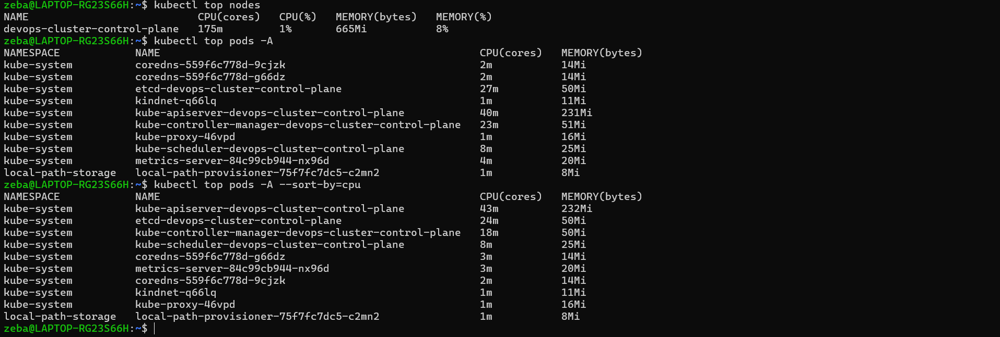 zeba@LAPTOP-RG23S66H:~$ kubectl top nodes
NAME                           CPU(cores)   CPU(%)   MEMORY(bytes)   MEMORY(%)
devops-cluster-control-plane   175m         1%       665Mi           8%
zeba@LAPTOP-RG23S66H:~$ kubectl top pods -A
NAMESPACE            NAME                                                   CPU(cores)   MEMORY(bytes)
kube-system          coredns-559f6c778d-9cjzk                               2m           14Mi
kube-system          coredns-559f6c778d-g66dz                               2m           14Mi
kube-system          etcd-devops-cluster-control-plane                      27m          50Mi
kube-system          kindnet-q66lq                                          1m           11Mi
kube-system          kube-apiserver-devops-cluster-control-plane            40m          231Mi
kube-system          kube-controller-manager-devops-cluster-control-plane   23m          51Mi
kube-system          kube-proxy-46vpd                                       1m           16Mi
kube-system          kube-scheduler-devops-cluster-control-plane            8m           25Mi
kube-system          metrics-server-84c99cb944-nx96d                        4m           20Mi
local-path-storage   local-path-provisioner-75f7fc7dc5-c2mn2                1m           8Mi
zeba@LAPTOP-RG23S66H:~$ kubectl top pods -A --sort-by=cpu
NAMESPACE            NAME                                                   CPU(cores)   MEMORY(bytes)
kube-system          kube-apiserver-devops-cluster-control-plane            43m          232Mi
kube-system          etcd-devops-cluster-control-plane                      24m          50Mi
kube-system          kube-controller-manager-devops-cluster-control-plane   18m          50Mi
kube-system          kube-scheduler-devops-cluster-control-plane            8m           25Mi
kube-system          coredns-559f6c778d-g66dz                               3m           14Mi
kube-system          metrics-server-84c99cb944-nx96d                        3m           20Mi
kube-system          coredns-559f6c778d-9cjzk                               2m           14Mi
kube-system          kindnet-q66lq                                          1m           11Mi
kube-system          kube-proxy-46vpd                                       1m           16Mi
local-path-storage   local-path-provisioner-75f7fc7dc5-c2mn2                1m           8Mi
zeba@LAPTOP-RG23S66H:~$